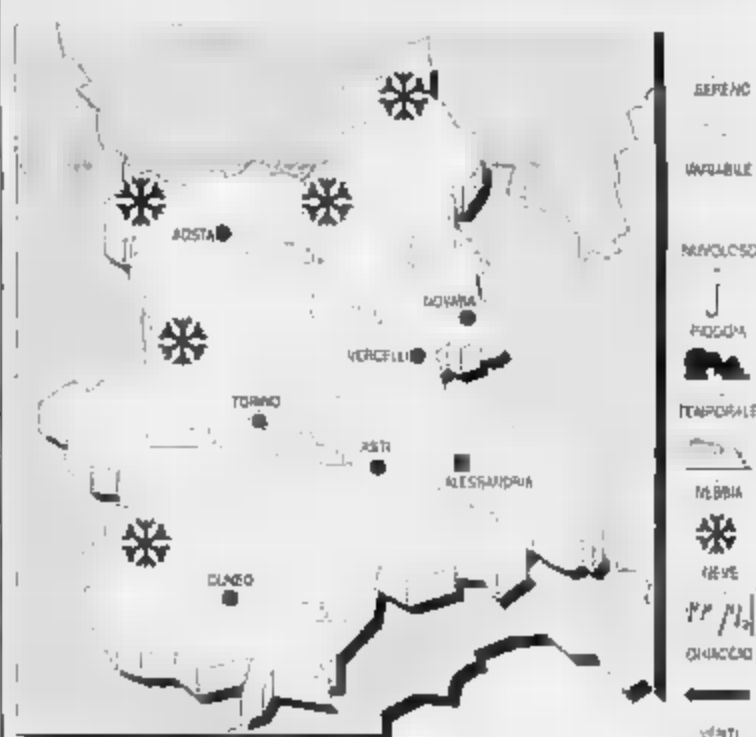 AOSTA
NOVARA
VERCELLI
TORINO
ASTI
ALESSANDRIA
CUNEO
SERENO
VARIABILE
NUVOLOSO
PIOGGIA
TEMPORALE
NEBBIA
NEVE
GHIACCIO
VENTI